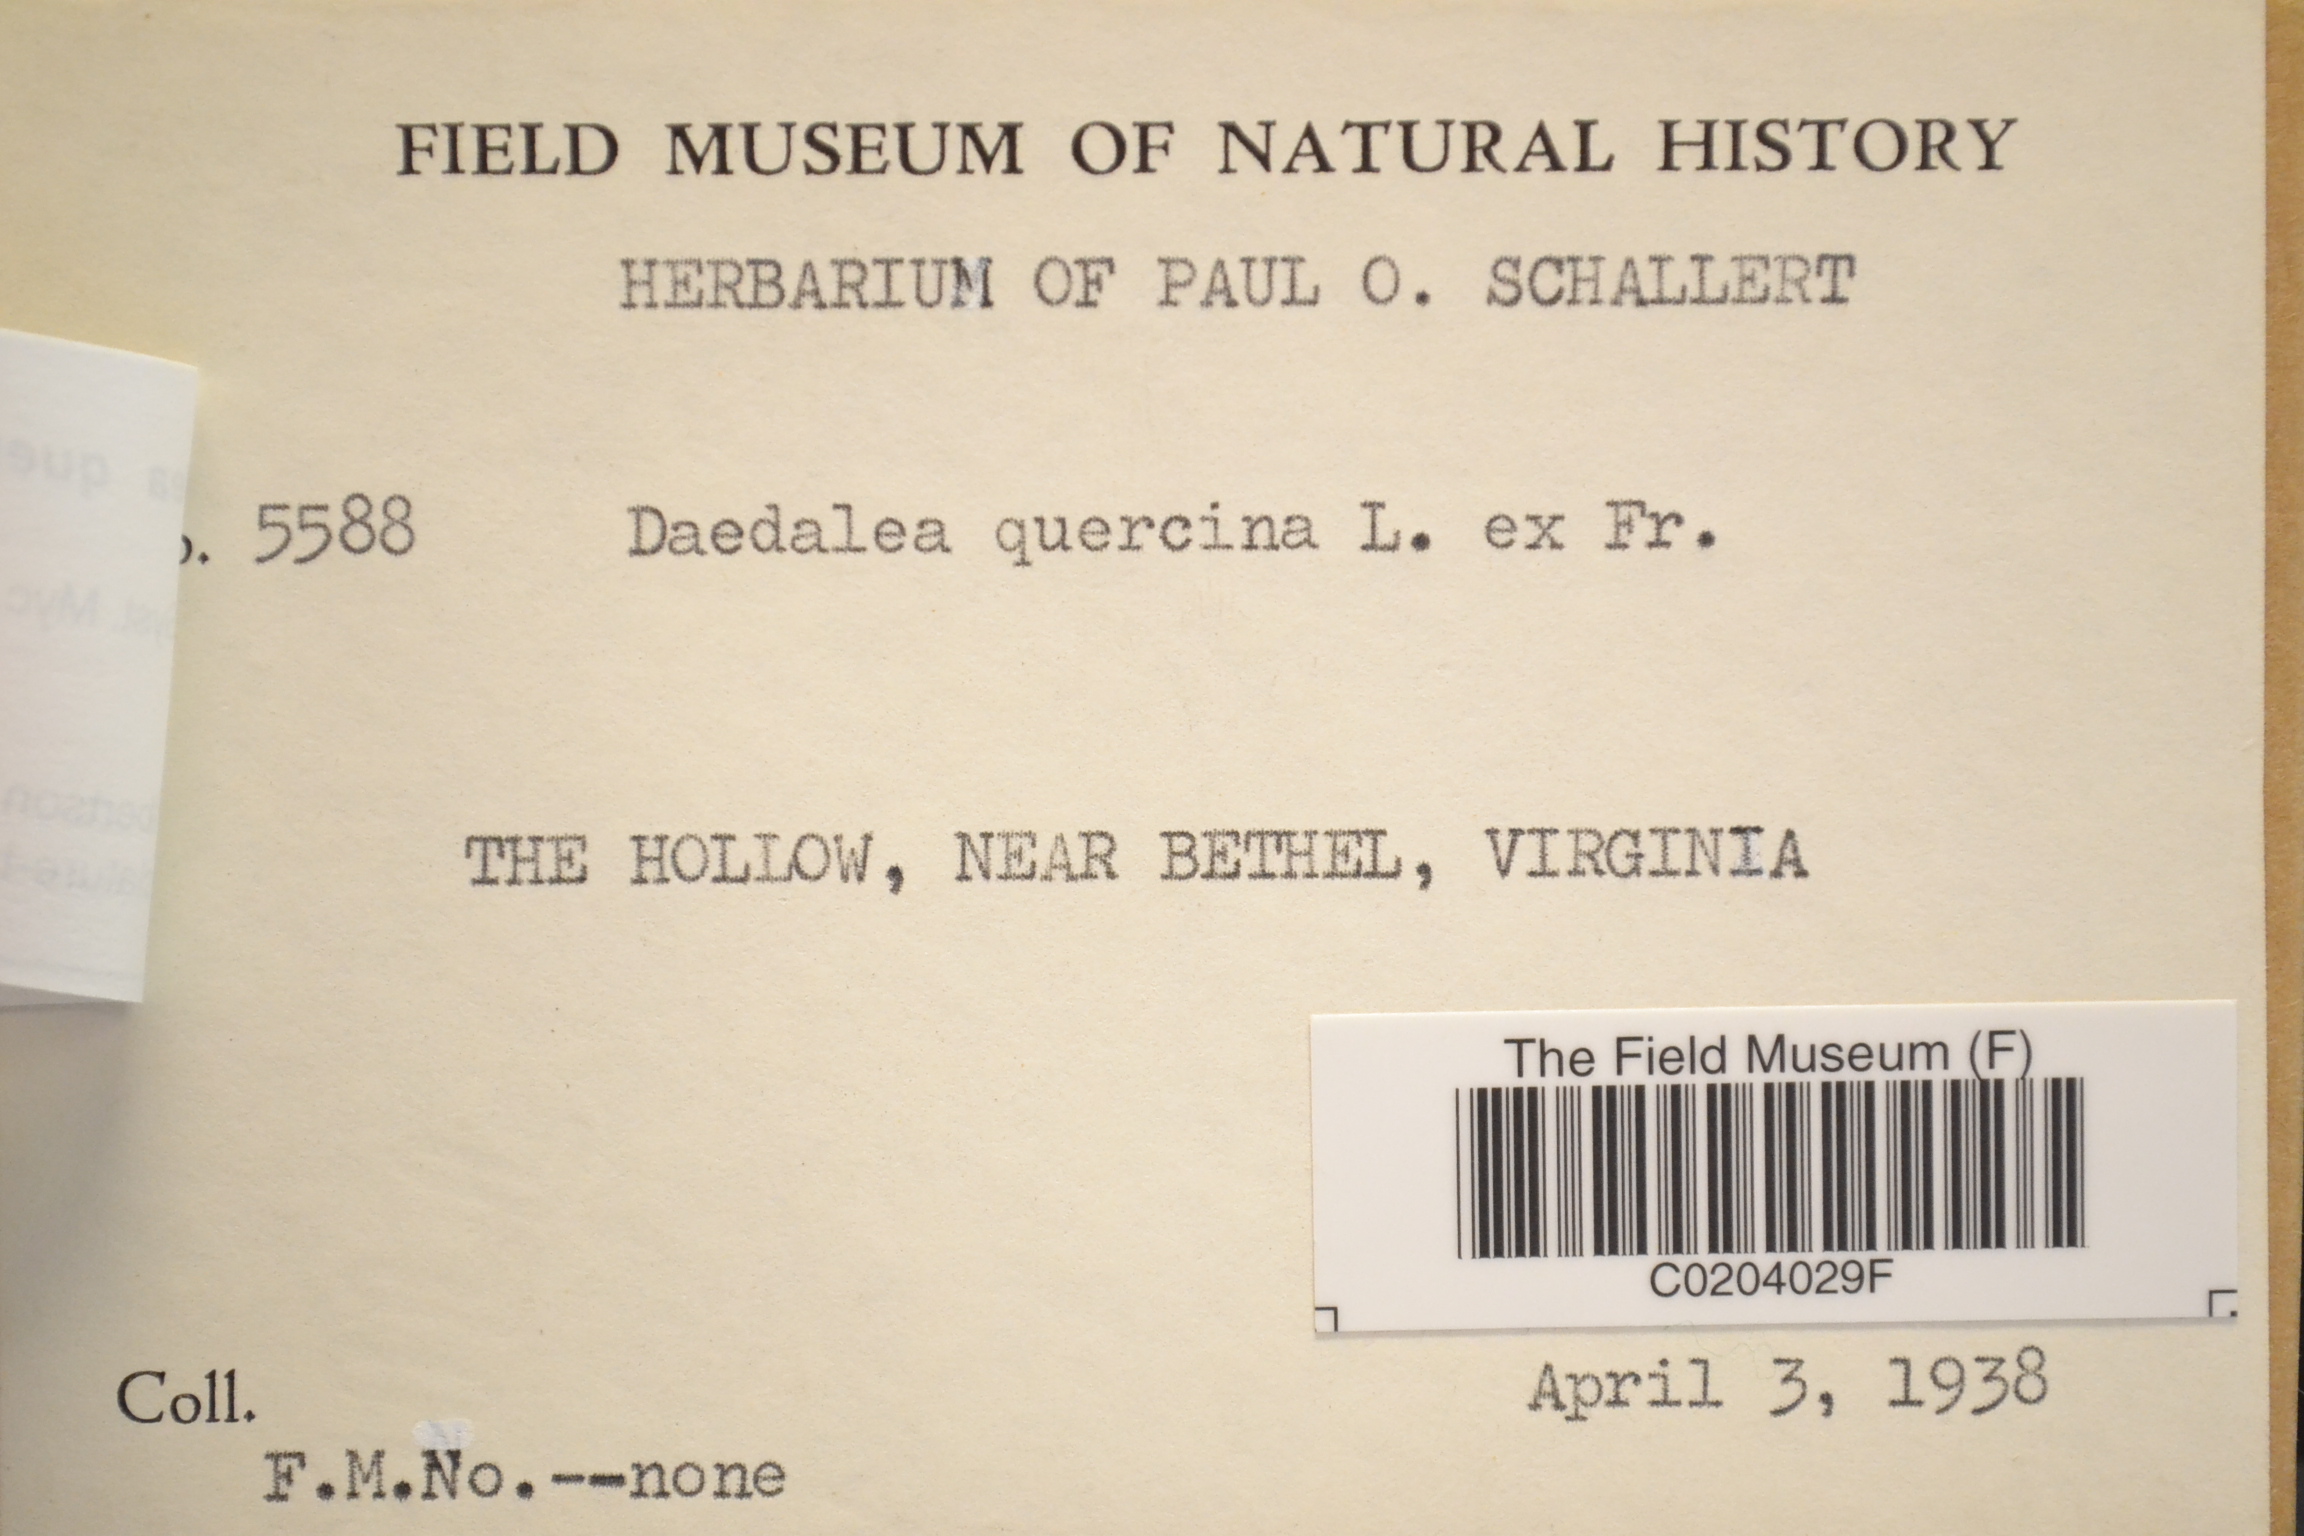 FIELD MUSEUM OF NATURAL HISTORY
HERBARIUM OF PAUL O. SCHALLERT
5588 Daedalea quercina L. ex Fr.
THE HOLLOW, NEAR BETHEL, VIRGINIA
The Field Museum (F)
C0204029F
Coll. April 3, 1938
F.M.No.--none